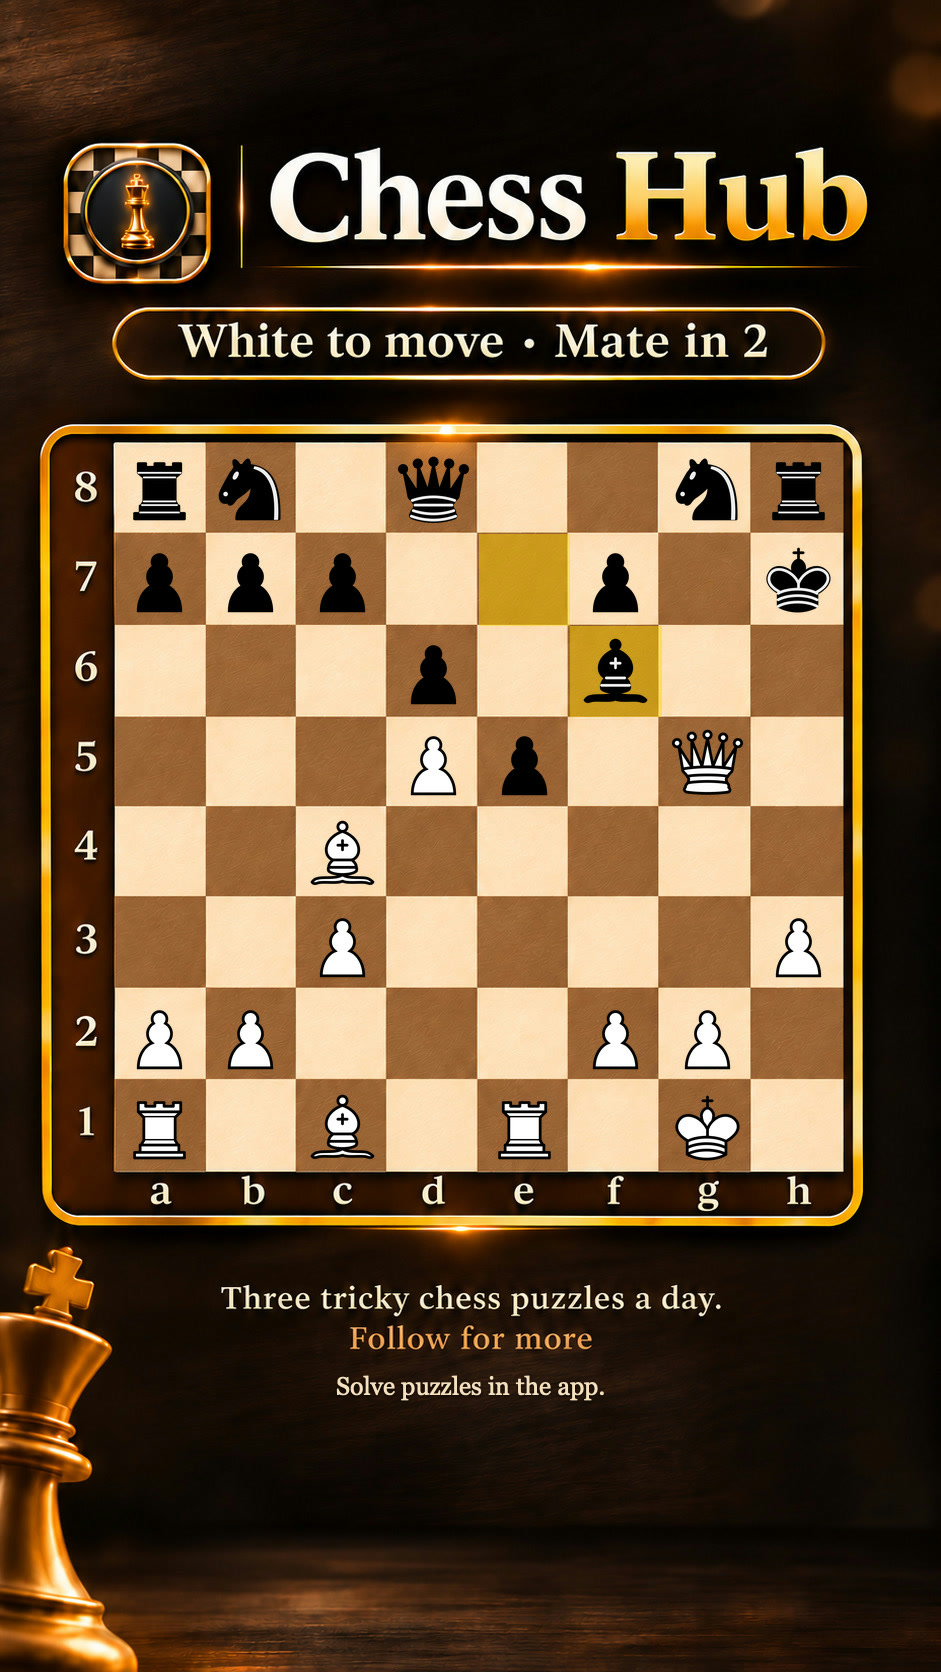 Chess Hub
White to move • Mate in 2
8
7
6
5
4
3
2
1
a b c d e f g h
Three tricky chess puzzles a day.
Follow for more
Solve puzzles in the app.